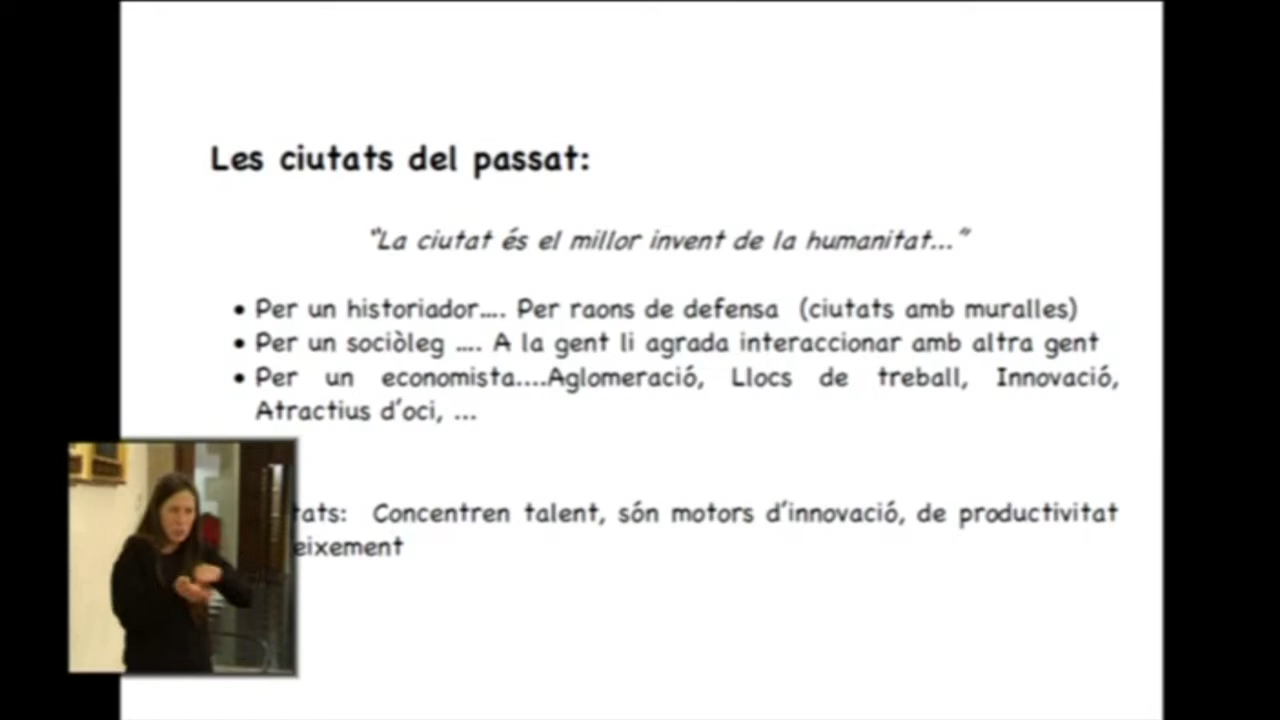 Les ciutats del passat:
"La ciutat és el millor invent de la humanitat..."
• Per un historiador.... Per raons de defensa (ciutats amb muralles)
• Per un sociòleg .... A la gent li agrada interaccionar amb altra gent
• Per un economista....Aglomeració, Llocs de treball, Innovació,
Atractius d'oci, ...
tats: Concentren talent, són motors d'innovació, de productivitat
eixement